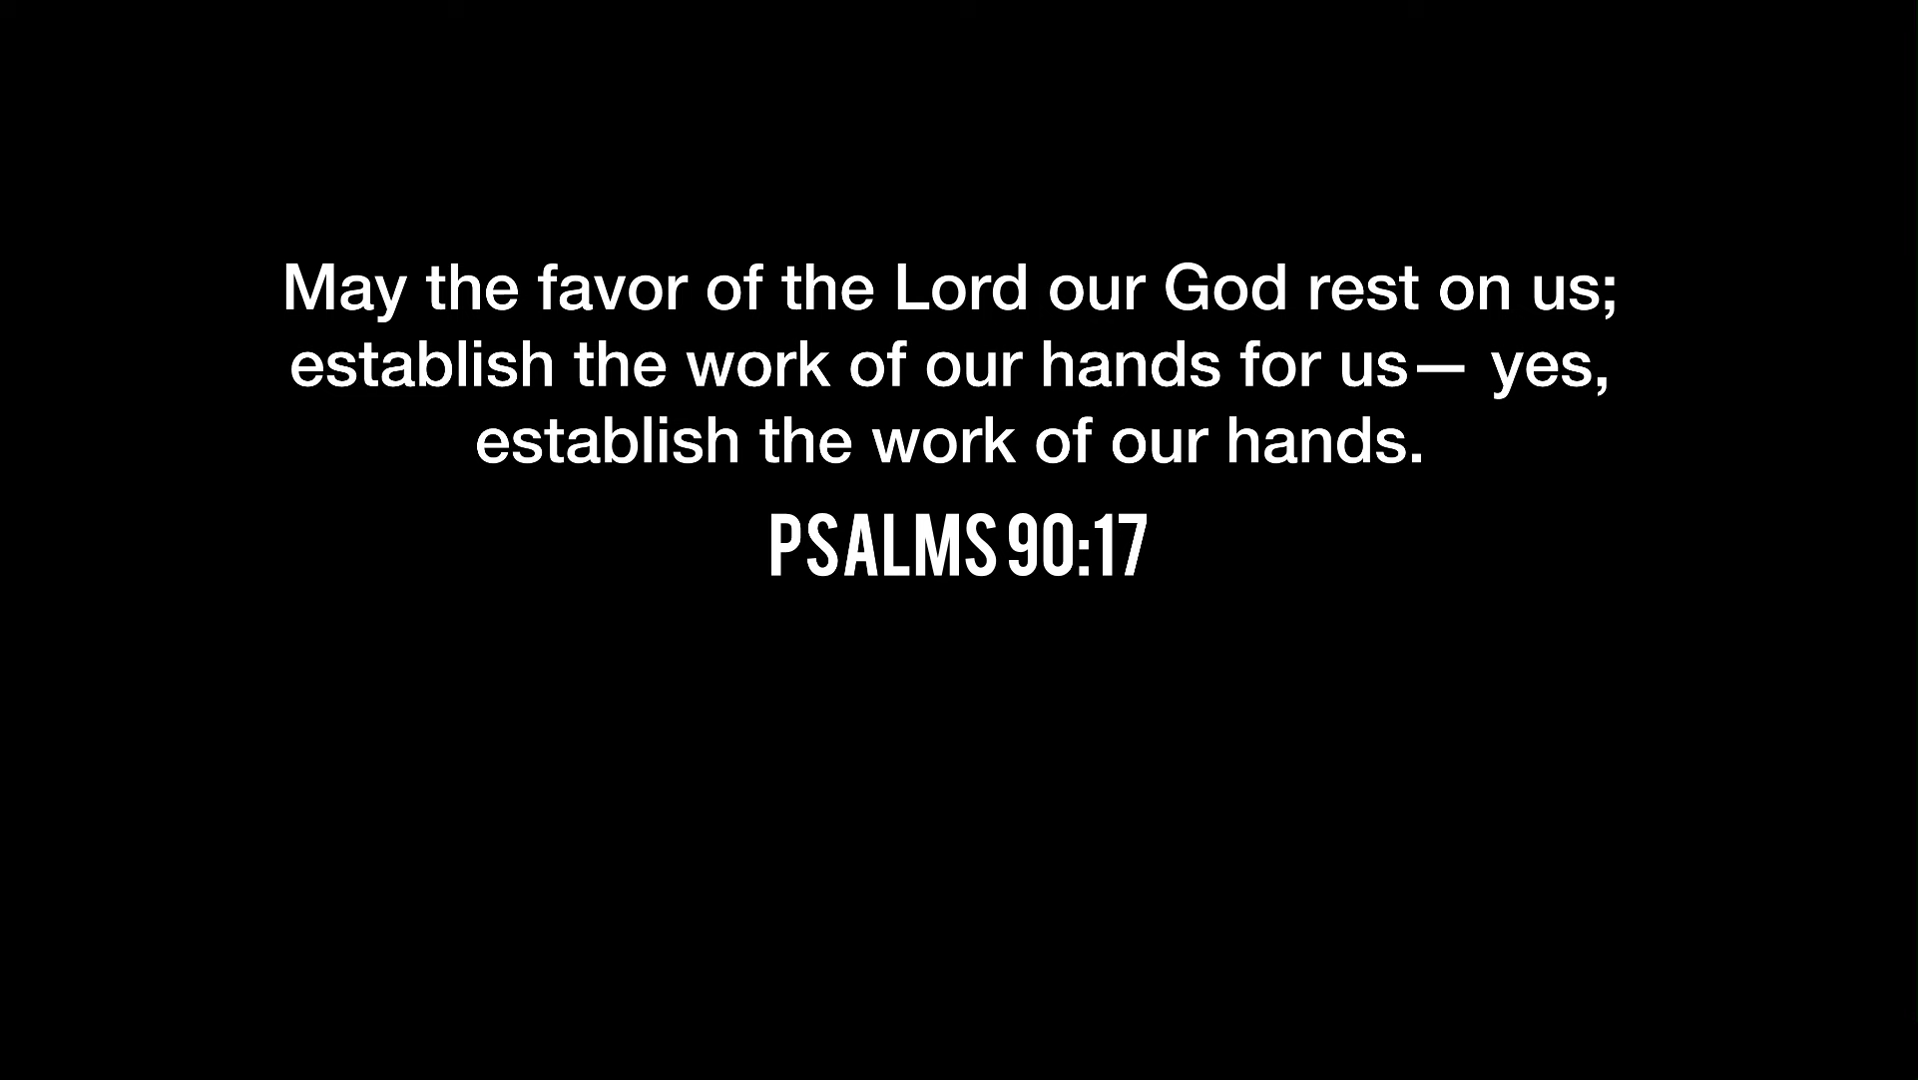 May the favor of the Lord our God rest on us;
establish the work of our hands for us— yes,
establish the work of our hands.
PSALMS 90:17